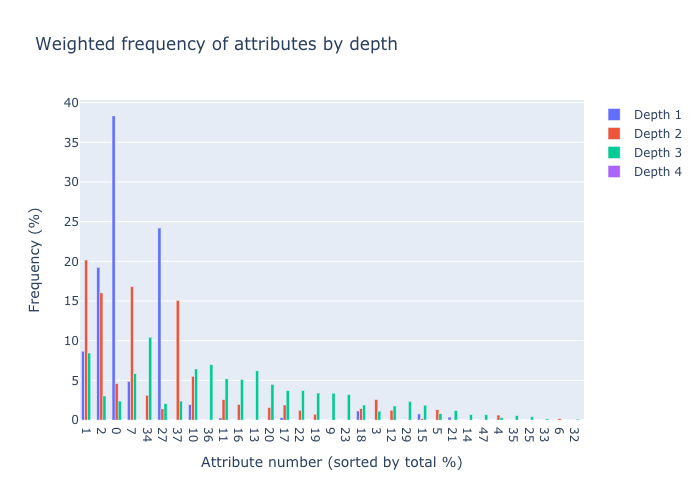 Weighted frequency of attributes by depth
Depth 1
Depth 2
Depth 3
Depth 4
Frequency (%)
40
35
30
25
20
15
10
5
0
1 2 0 7 34 27 37 10 36 11 16 13 20 17 22 19 9 23 18 3 12 29 15 5 21 14 47 4 35 25 33 6 32
Attribute number (sorted by total %)